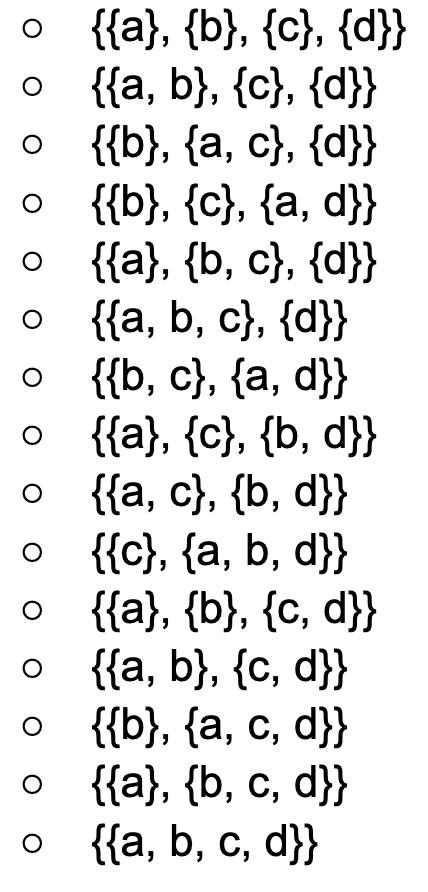 ○ {{a}, {b}, {c}, {d}}
○ {{a, b}, {c}, {d}}
○ {{b}, {a, c}, {d}}
○ {{b}, {c}, {a, d}}
○ {{a}, {b, c}, {d}}
○ {{a, b, c}, {d}}
○ {{b, c}, {a, d}}
○ {{a}, {c}, {b, d}}
○ {{a, c}, {b, d}}
○ {{c}, {a, b, d}}
○ {{a}, {b}, {c, d}}
○ {{a, b}, {c, d}}
○ {{b}, {a, c, d}}
○ {{a}, {b, c, d}}
○ {{a, b, c, d}}